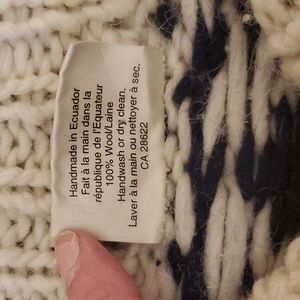 Handmade in Ecuador
Fait à la main dans la
république de l'Equateur
100% Wool/Laine
Handwash or dry clean.
Laver à la main ou nettoyer à sec.
CA 28622